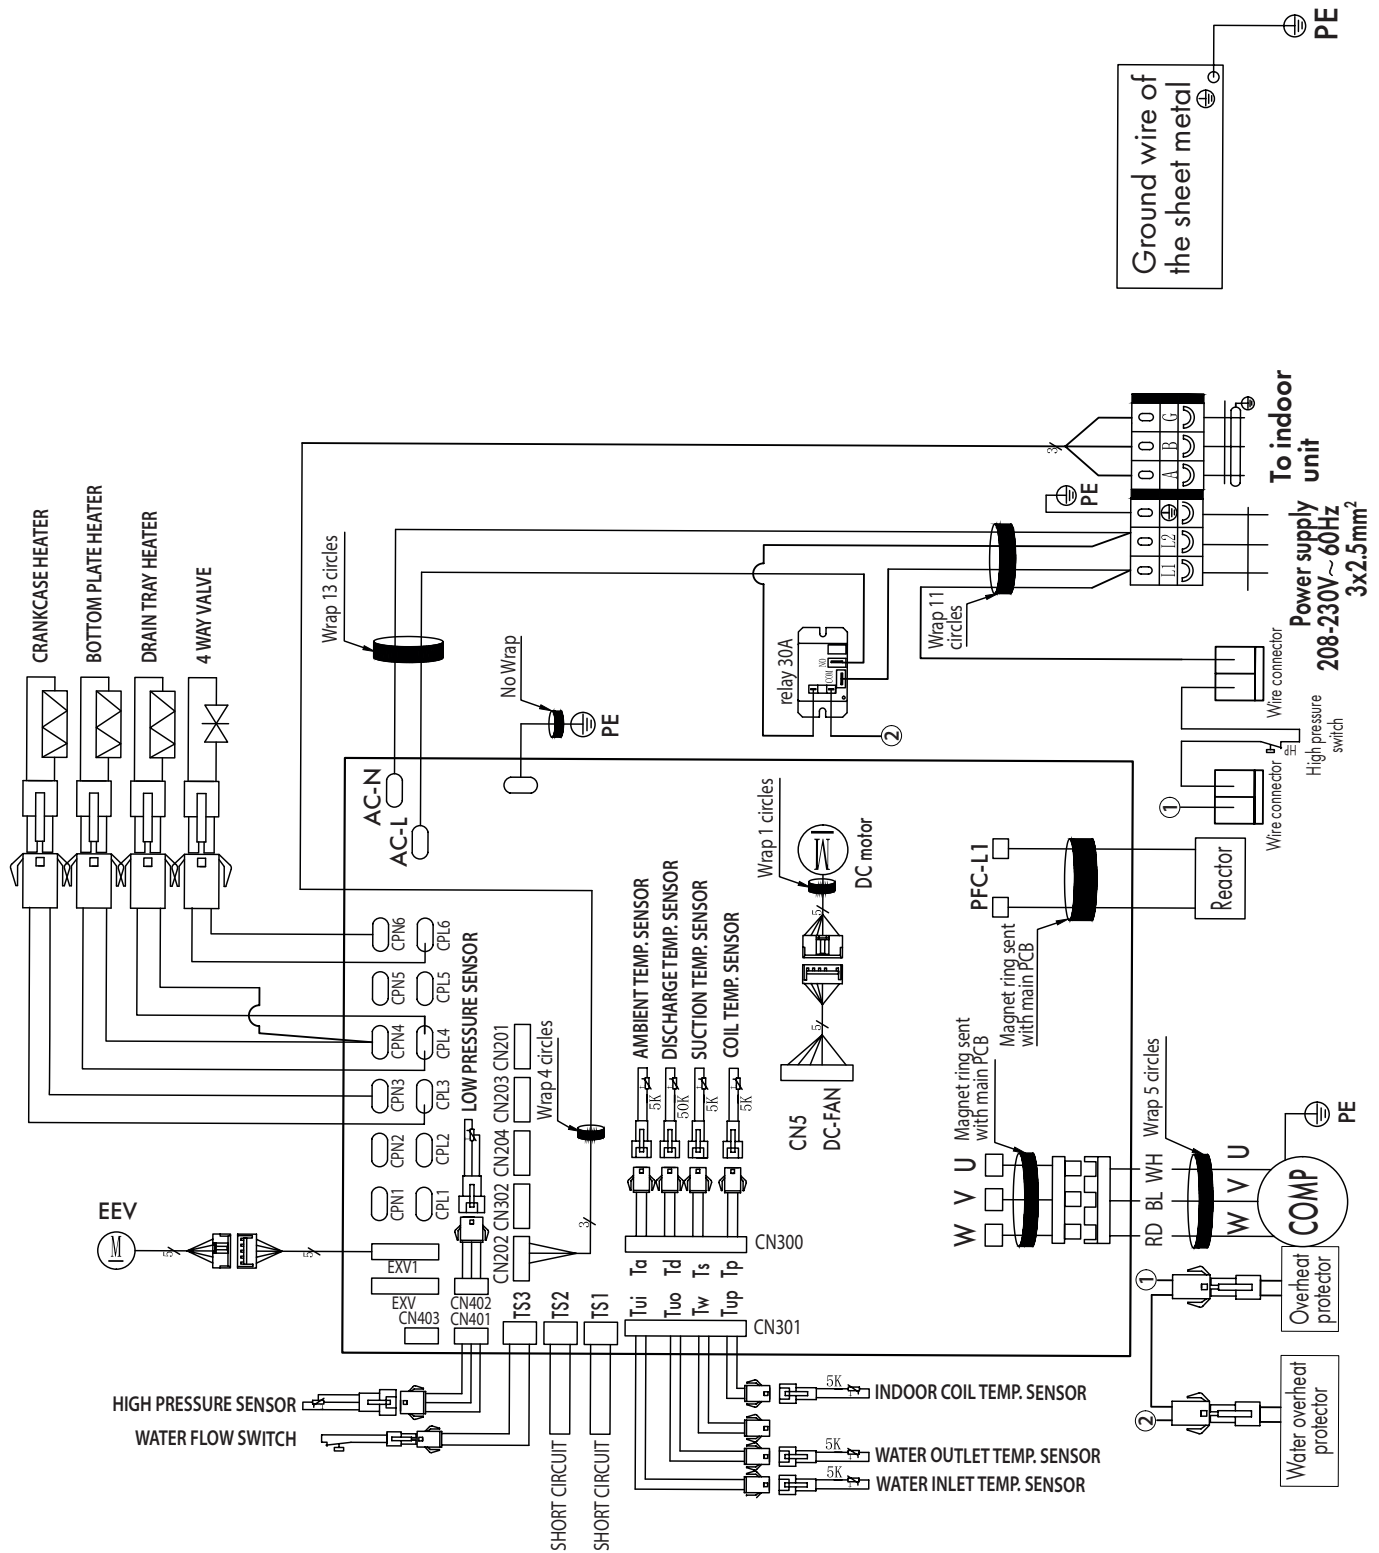 PE
Ground wire of
the sheet metal
CRANKCASE HEATER
BOTTOM PLATE HEATER
DRAIN TRAY HEATER
4 WAY VALVE
Wrap 13 circles
No Wrap
PE
AC-N
AC-L
3
PE
G
B
A
L2
L1
To indoor
unit
Power supply
208-230V~ 60Hz
3x2.5mm²
relay 30A
NO
COM
2
Wrap 11
circles
Wire connector
High pressure
switch
HP
Wire connector
1
CPN6
CPL6
CPN5
CPL5
CPN4
CPL4
CPN3
CPL3
CPN2
CPL2
CPN1
CPL1
LOW PRESSURE SENSOR
CN201
CN203
CN204
CN302
CN202
Wrap 4 circles
3
EEV
M
5
5
EXV1
EXV
CN403
CN402
CN401
TS3
TS2
TS1
AMBIENT TEMP. SENSOR
DISCHARGE TEMP. SENSOR
SUCTION TEMP. SENSOR
COIL TEMP. SENSOR
5K
50K
5K
5K
Ta
Td
Ts
Tp
CN300
Tui
Tuo
Tw
Tup
CN301
Wrap 1 circles
M
DC motor
5
5
CN5
DC-FAN
PFC-L1
Magnet ring sent
with main PCB
Reactor
Magnet ring sent
with main PCB
W V U
RD BL WH
Wrap 5 circles
W V U
COMP
PE
1
Overheat
protector
2
Water overheat
protector
HIGH PRESSURE SENSOR
WATER FLOW SWITCH
SHORT CIRCUIT
SHORT CIRCUIT
5K
INDOOR COIL TEMP. SENSOR
5K
WATER OUTLET TEMP. SENSOR
5K
WATER INLET TEMP. SENSOR